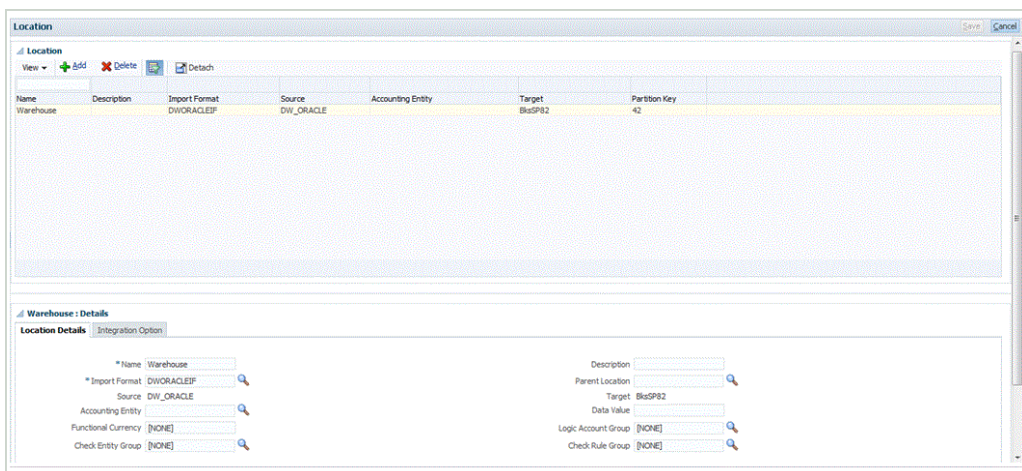 Location Save Cancel
Location
View Add Delete Detach
Name Description Import Format Source Accounting Entity Target Partition Key
Warehouse DWORACLEIF DW_ORACLE BksSP82 42
Warehouse : Details
Location Details Integration Option
* Name Warehouse Description
* Import Format DWORACLEIF Parent Location
Source DW_ORACLE Target BksSP82
Accounting Entity Data Value
Functional Currency [NONE] Logic Account Group [NONE]
Check Entity Group [NONE] Check Rule Group [NONE]